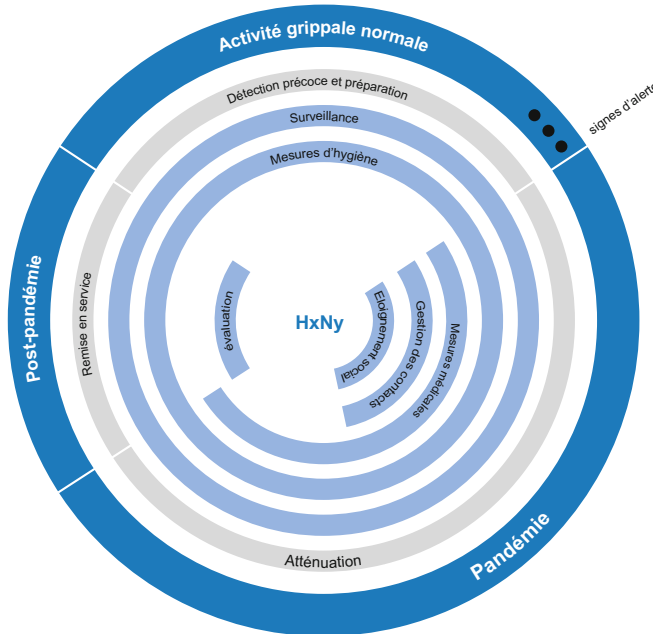 Activité grippale normale
signes d'alerte
Détection précoce et préparation
Surveillance
Mesures d'hygiène
Post-pandémie
Remise en service
évaluation
HxNy
Eloignement social
Gestion des contacts
Mesures médicales
Atténuation
Pandémie